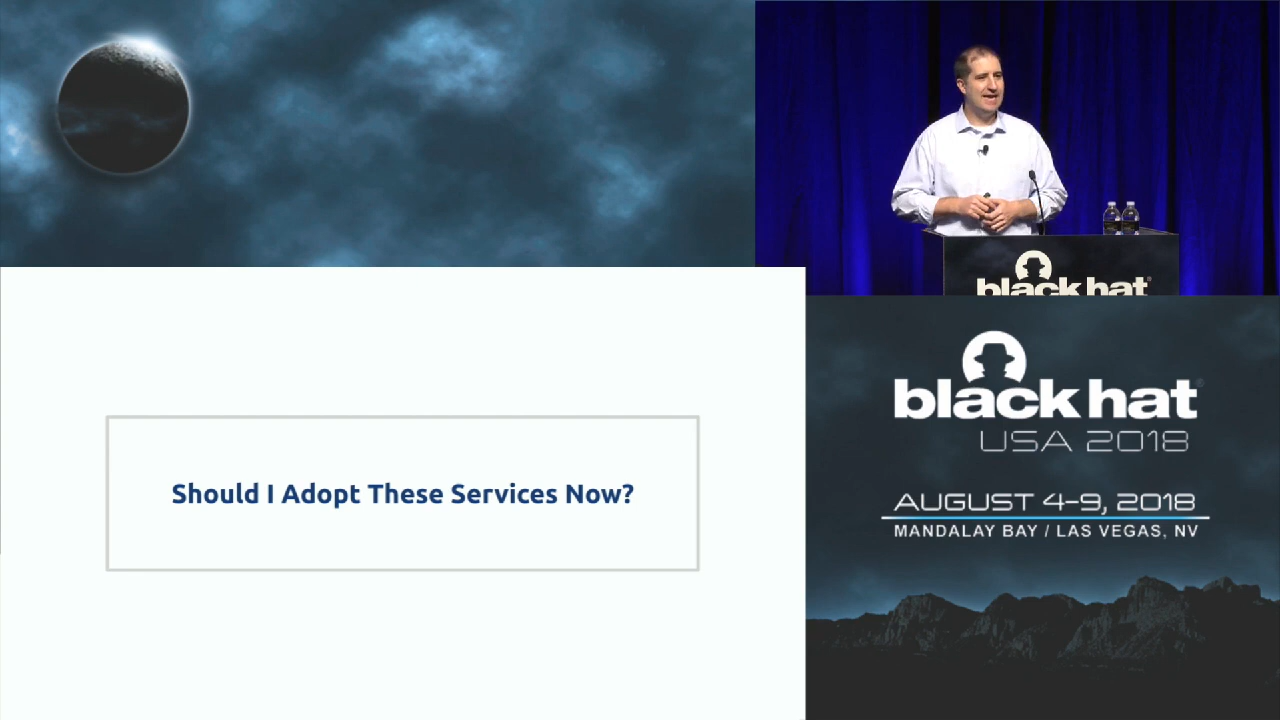 black hat
Should I Adopt These Services Now?
black hat
USA 2018
AUGUST 4-9, 2018
MANDALAY BAY / LAS VEGAS, NV